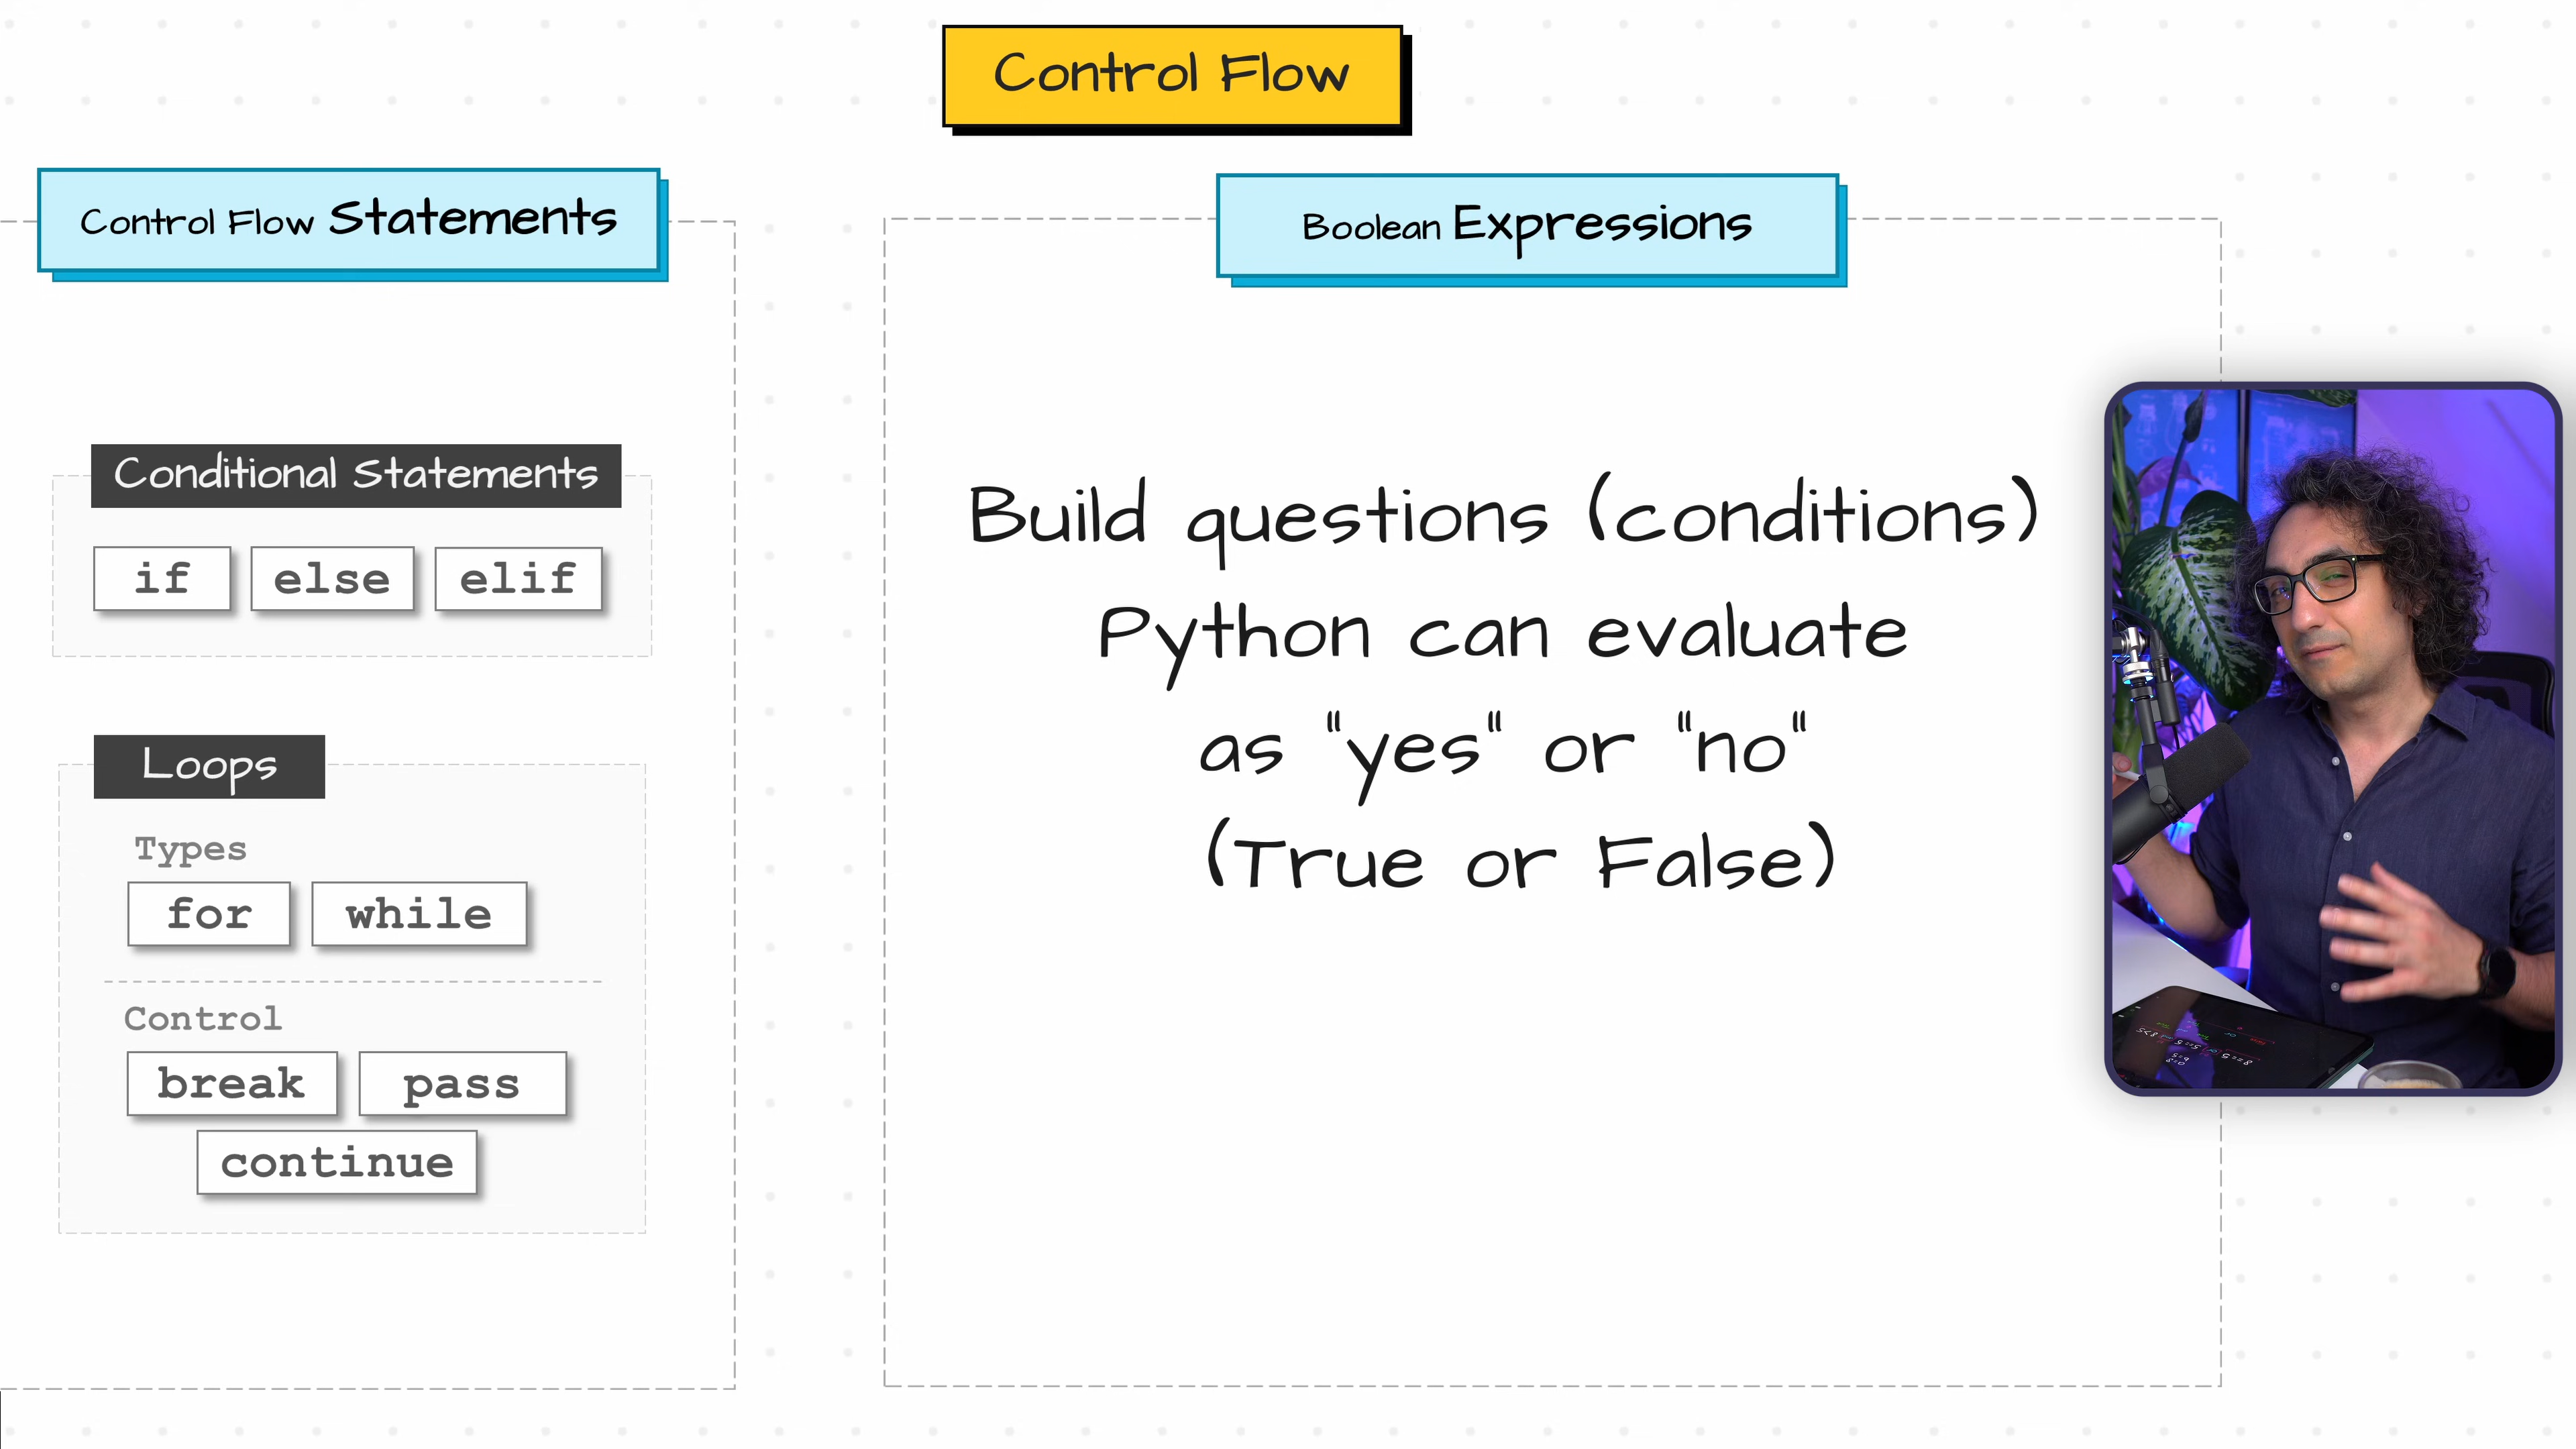 Control Flow
Control Flow Statements
Conditional Statements
if else elif
Loops
Types
for while
Control
break pass
continue
Boolean Expressions
Build questions (conditions)
Python can evaluate
as "yes" or "no"
(True or False)